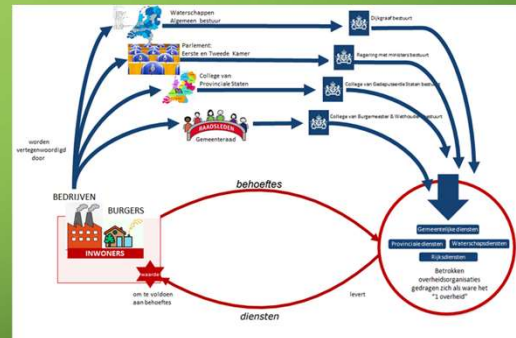 Waterschappen
Algemeen bestuur
Dijkgraaf bestuurt
Parlement:
Eerste en Tweede Kamer
Regering met ministers bestuurt
College van
Provinciale Staten
College van Gedeputeerde Staten bestuurt
RAADSLEDEN
Gemeenteraad
College van Burgemeester & Wethouders bestuurt
worden
vertegenwoordigd
door
BEDRIJVEN
BURGERS
INWONERS
behoeftes
Gemeentelijke diensten
Provinciale diensten
Waterschapsdiensten
Rijksdiensten
Betrokken
overheidsorganisaties
gedragen zich als ware het
"1 overheid"
waarde
om te voldoen
aan behoeftes
levert
diensten